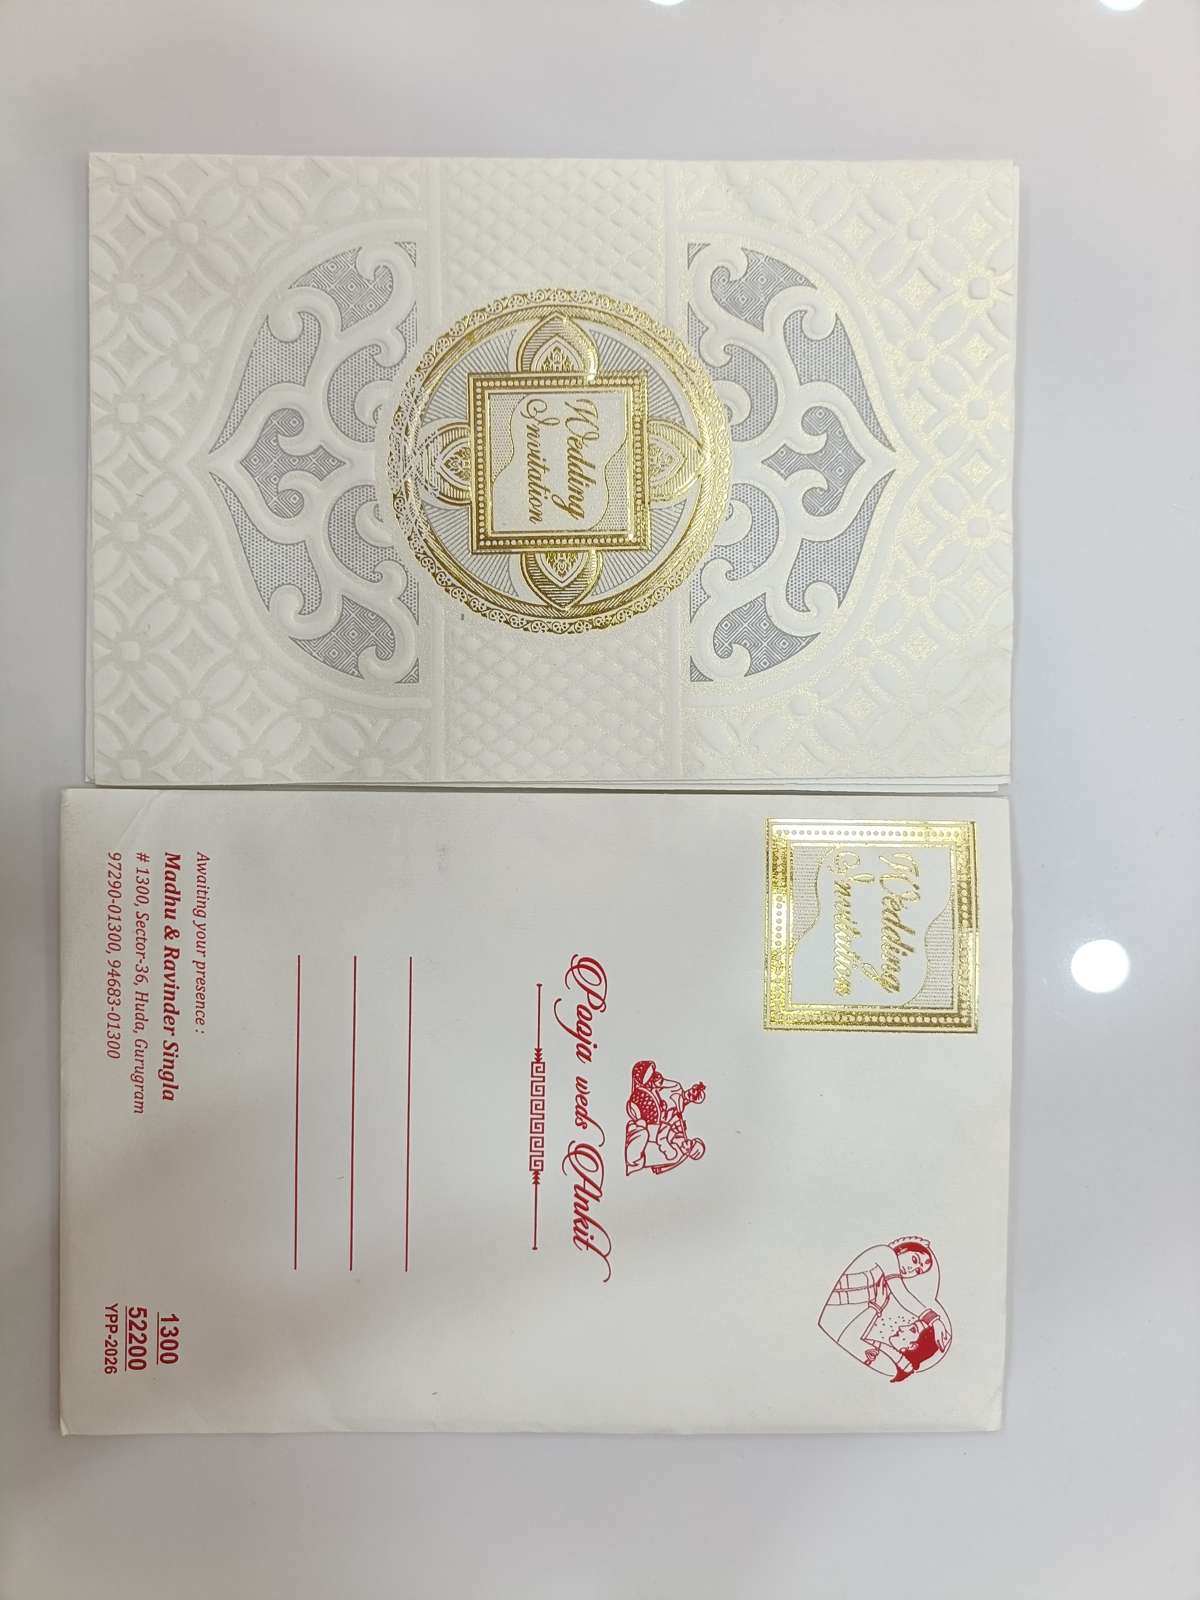 Wedding
Invitation
Wedding
Invitation
Pooja weds Ankit
Awaiting your presence :
Madhu & Ravinder Singla
# 1300, Sector-36, Huda, Gurugram
97290-01300, 94683-01300
1300
52200
YPP-2026